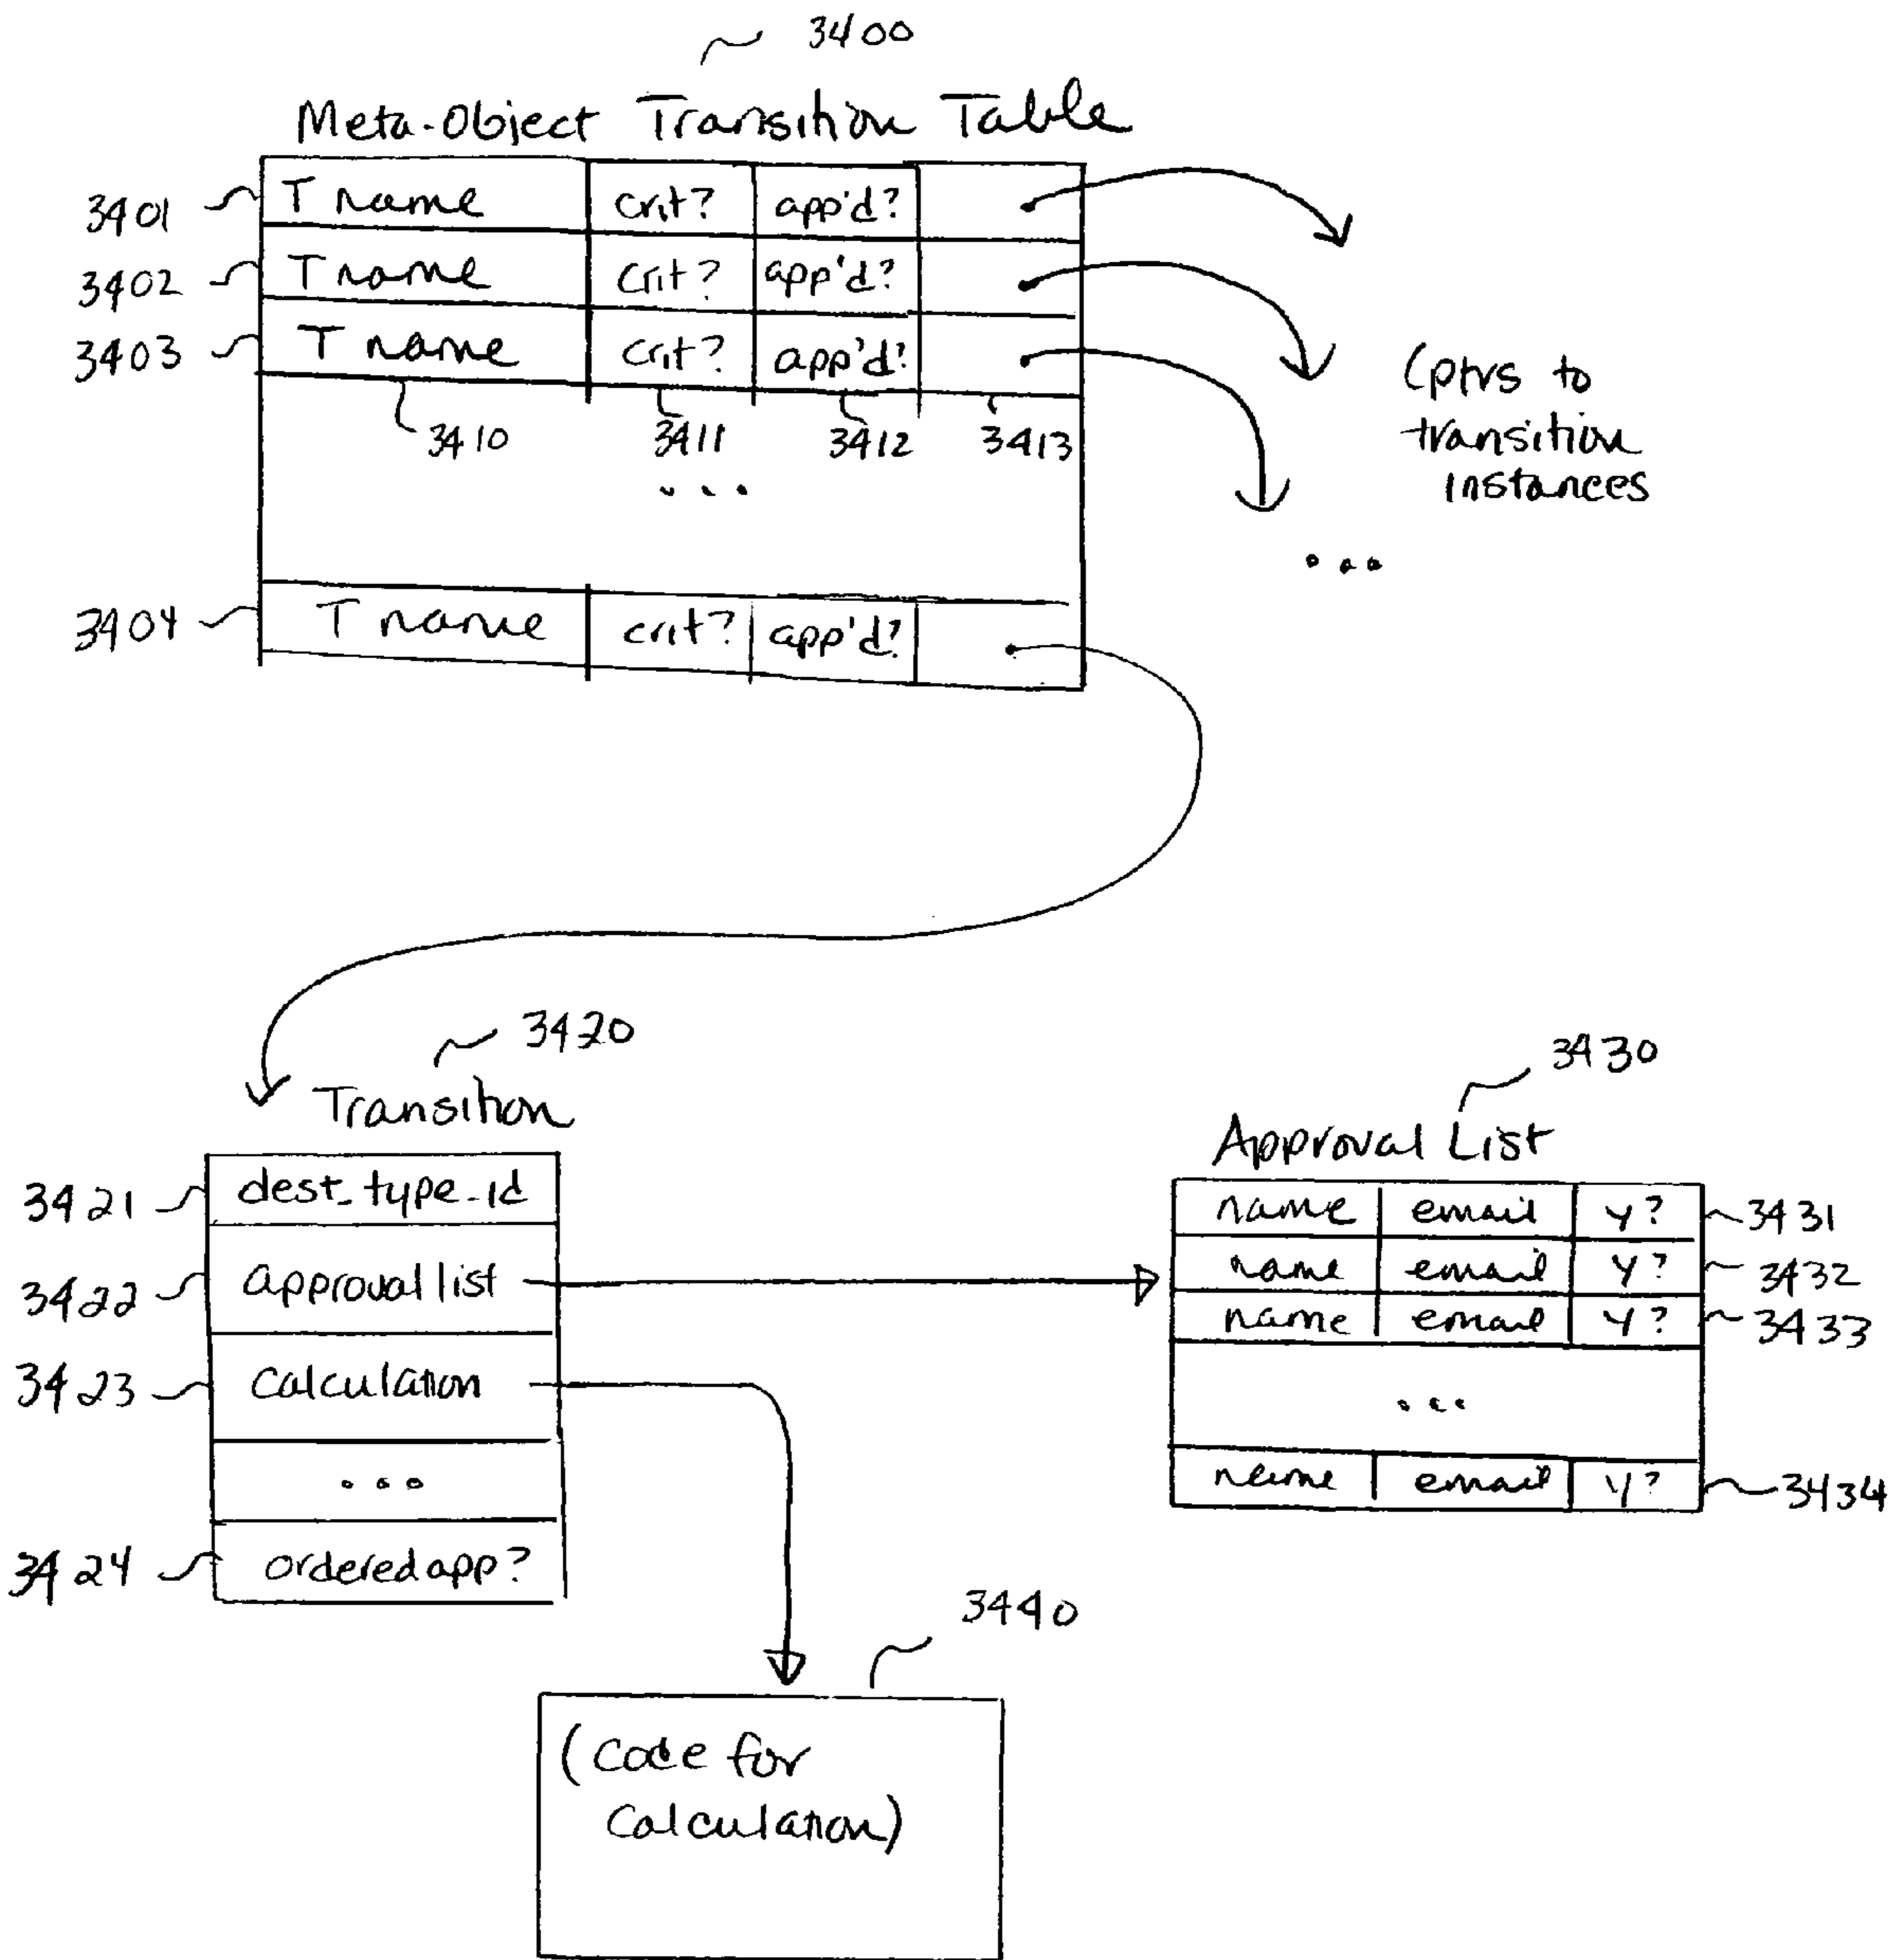 3400
Meta-Object Transition Table
3401 T name crit? app'd?
3402 T name crit? app'd?
3403 T name crit? app'd?
3410 3411 3412 3413
...
(ptrs to
transition
instances
...
3404 T name crit? app'd?
3420
Transition
3421 dest_type_id
3422 approval list
3423 calculation
...
3424 ordered app?
3430
Approval List
name email y? 3431
name email y? 3432
name email y? 3433
...
name email y? 3434
3440
(code for
calculation)